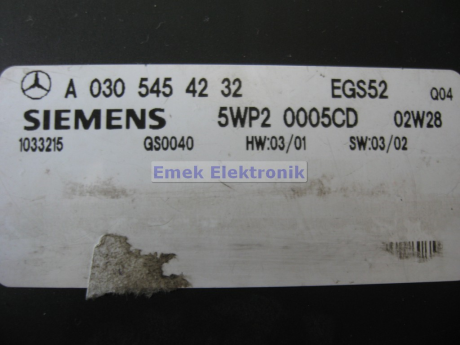 A 030 545 42 32 EGS52 Q04
SIEMENS 5WP2 0005CD 02W28
1033215 GS0040 HW:03/01 SW:03/02
Emek Elektronik